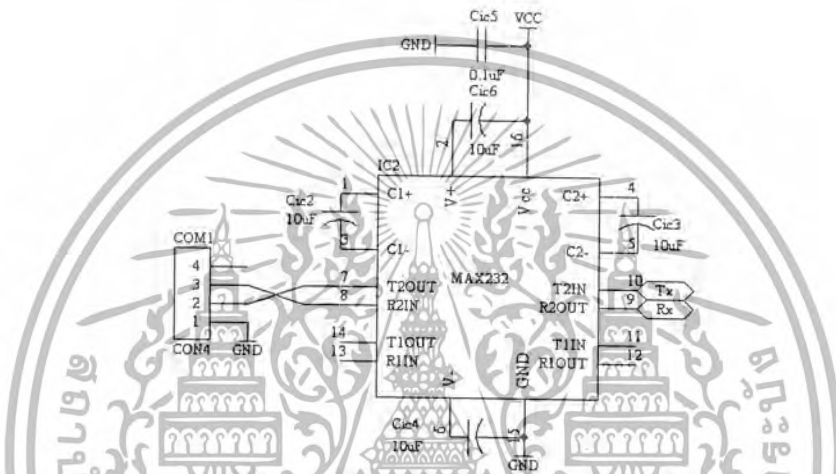 Cic5 VCC
GND
0.1uF
Cic6
10uF
2
16
IC2
V+
Vcc
1
C1+
C2+
4
Cic2
10uF
Cic3
10uF
3
C1-
C2-
5
COM1
4
3
2
1
CON4
GND
MAX232
7
T2OUT
T2IN
10
Tx
8
R2IN
R2OUT
9
Rx
14
T1OUT
T1IN
11
13
R1IN
R1OUT
12
V-
GND
Cic4
10uF
6
15
GND